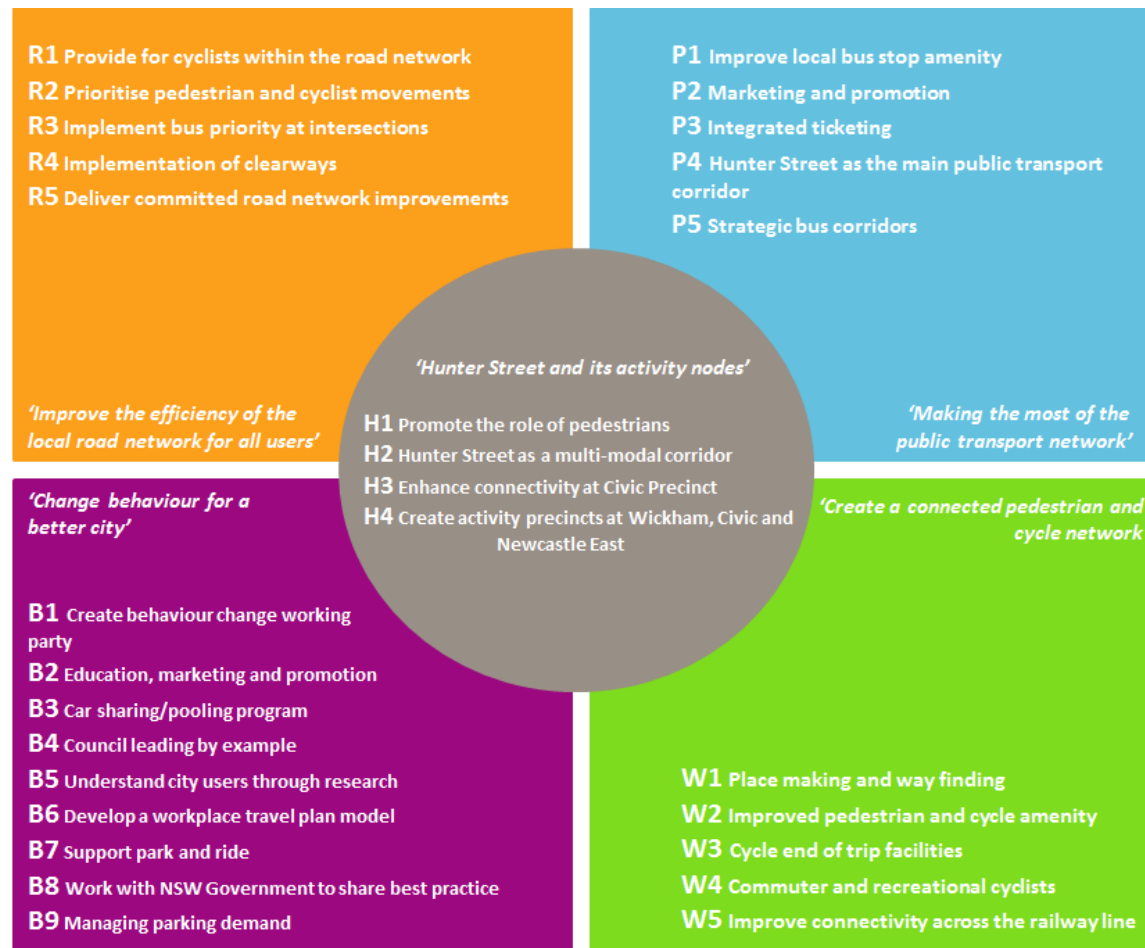 R1 Provide for cyclists within the road network
R2 Prioritise pedestrian and cyclist movements
R3 Implement bus priority at intersections
R4 Implementation of clearways
R5 Deliver committed road network improvements
‘Improve the efficiency of the
local road network for all users’
P1 Improve local bus stop amenity
P2 Marketing and promotion
P3 Integrated ticketing
P4 Hunter Street as the main public transport
corridor
P5 Strategic bus corridors
‘Making the most of the
public transport network’
‘Hunter Street and its activity nodes’
H1 Promote the role of pedestrians
H2 Hunter Street as a multi-modal corridor
H3 Enhance connectivity at Civic Precinct
H4 Create activity precincts at Wickham, Civic and
Newcastle East
‘Change behaviour for a
better city’
B1 Create behaviour change working
party
B2 Education, marketing and promotion
B3 Car sharing/pooling program
B4 Council leading by example
B5 Understand city users through research
B6 Develop a workplace travel plan model
B7 Support park and ride
B8 Work with NSW Government to share best practice
B9 Managing parking demand
‘Create a connected pedestrian and
cycle network
W1 Place making and way finding
W2 Improved pedestrian and cycle amenity
W3 Cycle end of trip facilities
W4 Commuter and recreational cyclists
W5 Improve connectivity across the railway line